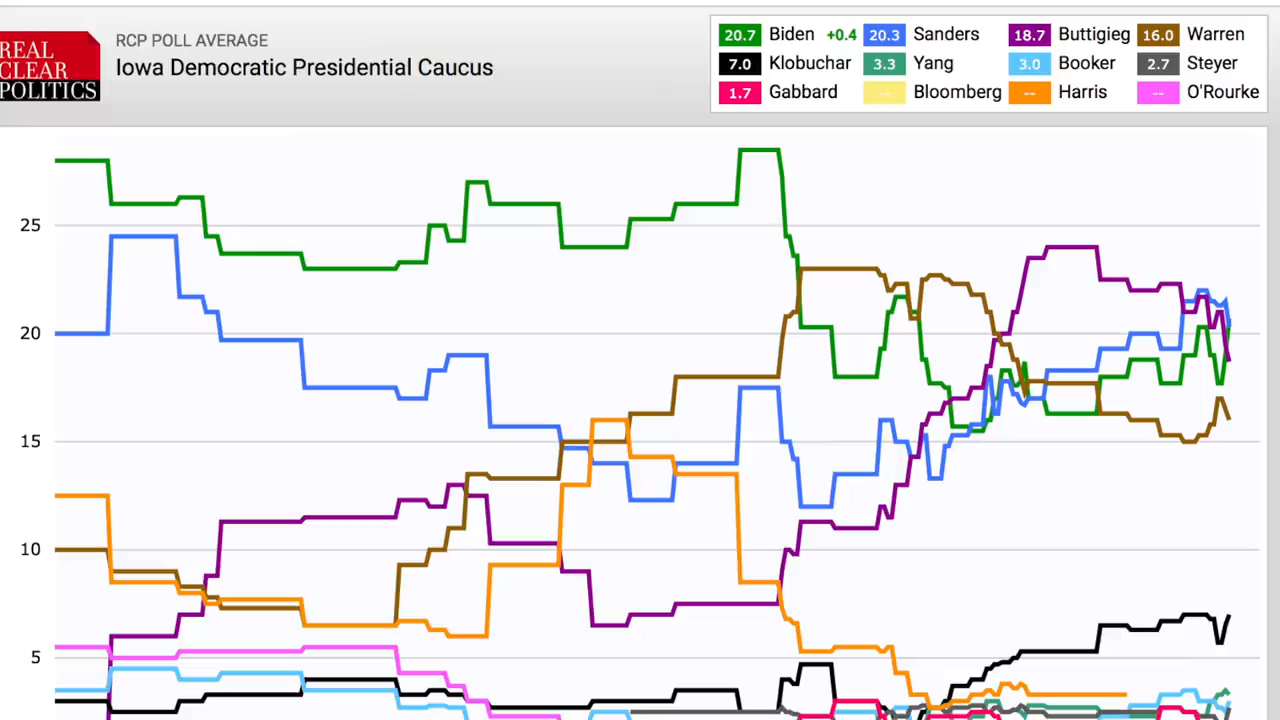 REAL
CLEAR
POLITICS
RCP POLL AVERAGE
Iowa Democratic Presidential Caucus
20.7 Biden +0.4 20.3 Sanders 18.7 Buttigieg 16.0 Warren
7.0 Klobuchar 3.3 Yang 3.0 Booker 2.7 Steyer
1.7 Gabbard -- Bloomberg -- Harris -- O'Rourke
25
20
15
10
5